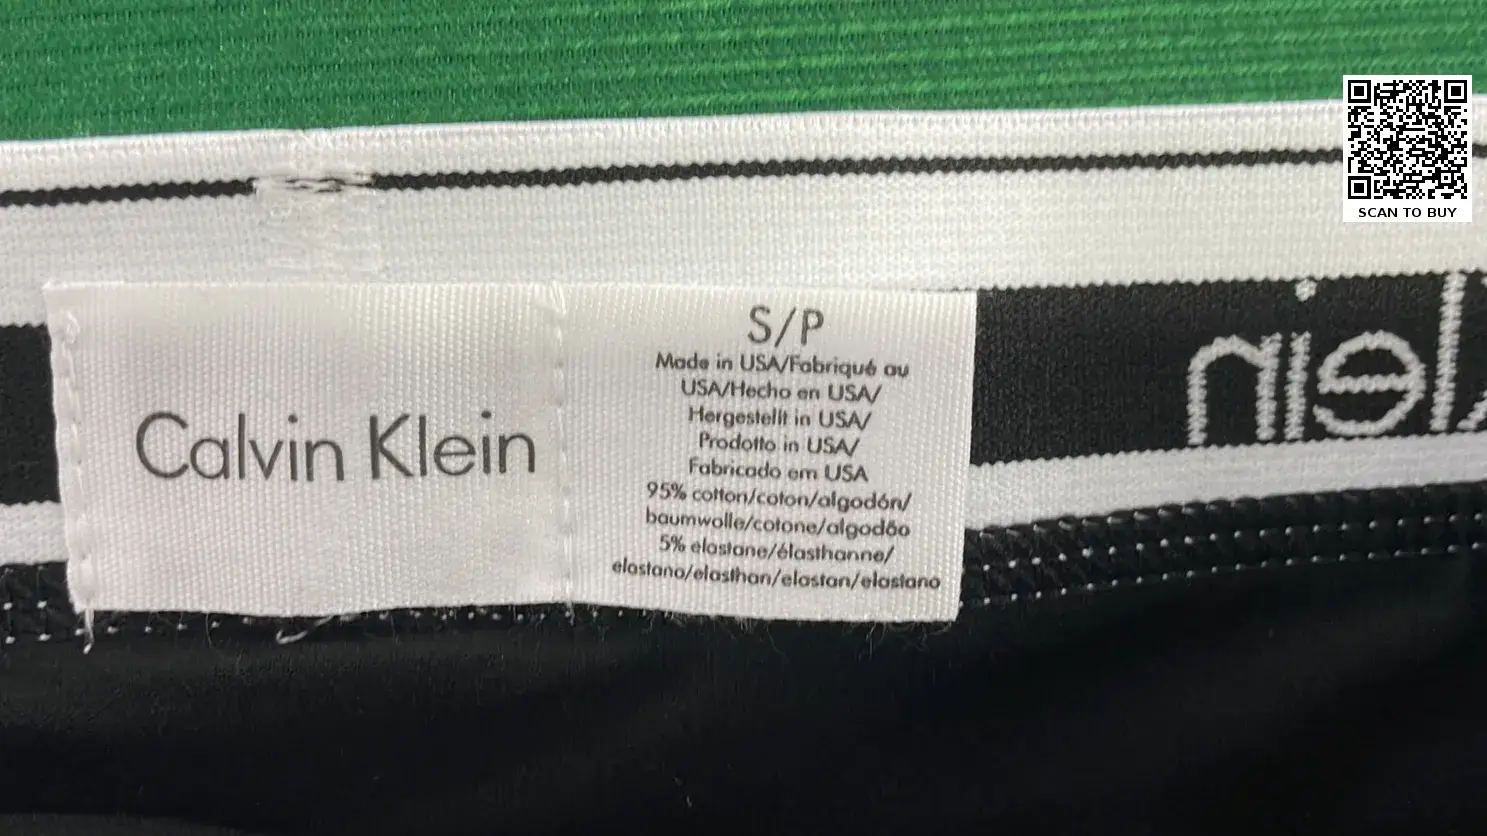 SCAN TO BUY
Calvin Klein
S/P
Made in USA/Fabriqué au
USA/Hecho en USA/
Hergestellt in USA/
Prodotto in USA/
Fabricado em USA
95% cotton/coton/algodón/
baumwolle/cotone/algodão
5% elastane/élasthanne/
elastano/elasthan/elastan/elastano